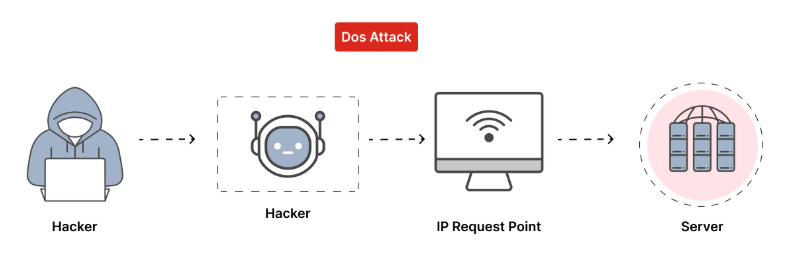 Dos Attack
Hacker
Hacker
IP Request Point
Server